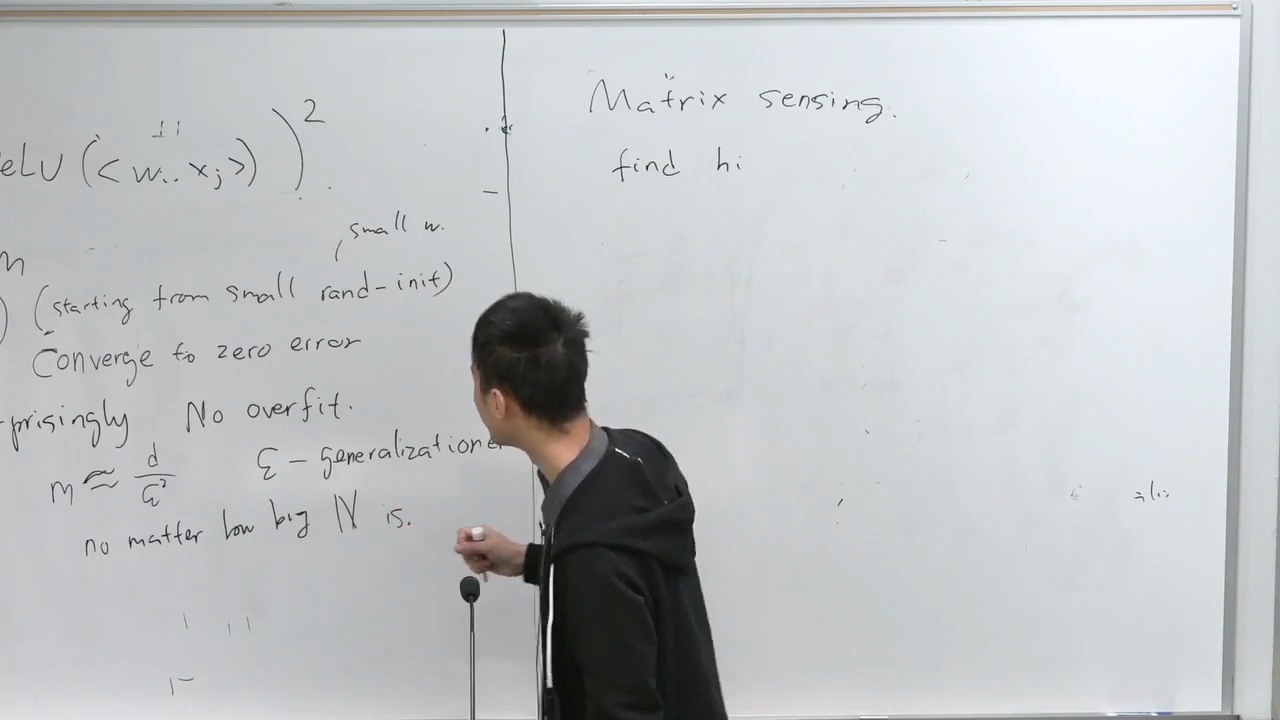 eLU (< w_i, x_j >) )^2 .
small w.
m
) (starting from small rand-init)
Converge to zero error
prisingly No overfit.
m ≈ d/ε^2 ε - generalization e
no matter how big N is.
Matrix sensing.
find hi